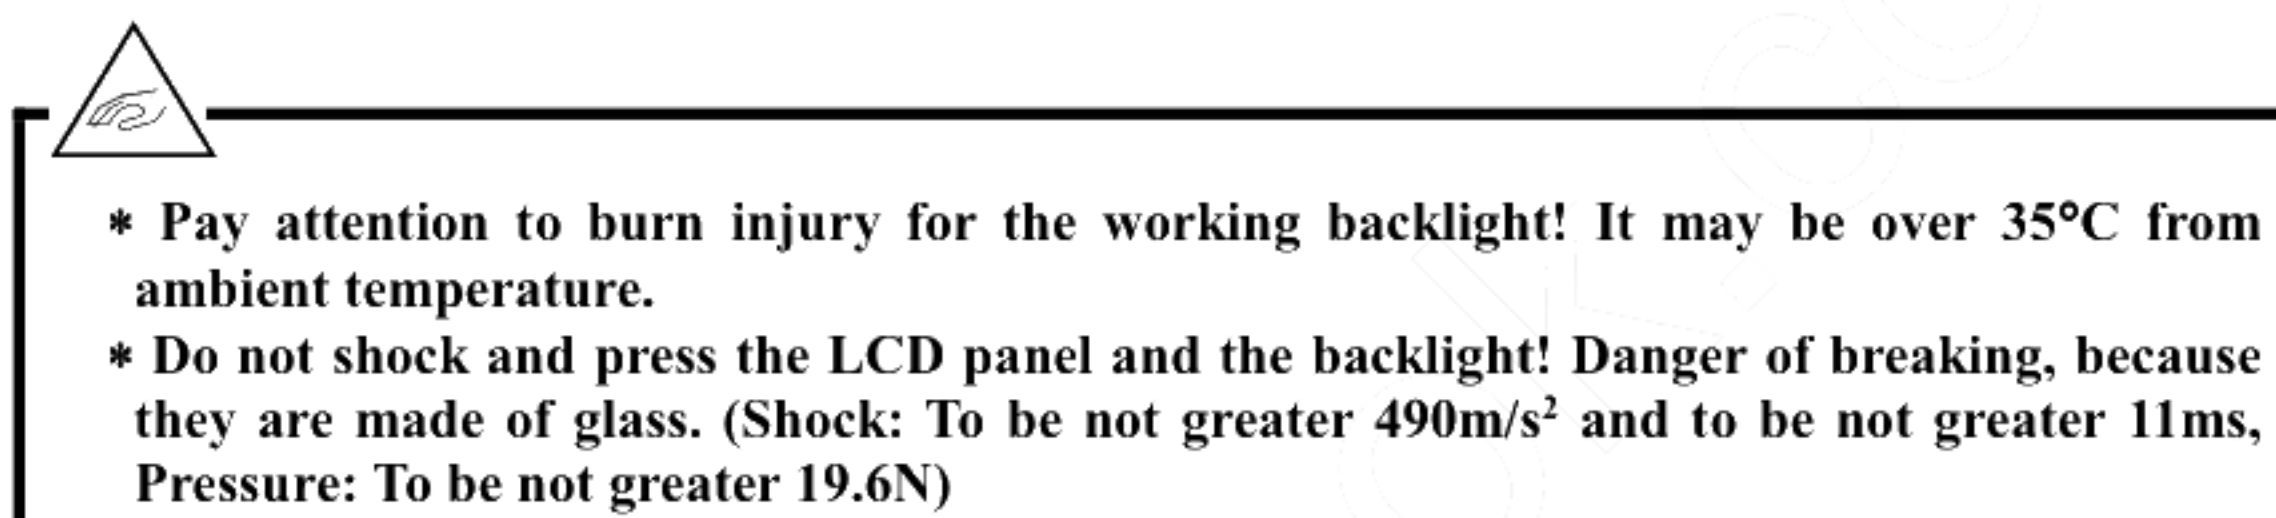 * Pay attention to burn injury for the working backlight! It may be over 35°C from
ambient temperature.
* Do not shock and press the LCD panel and the backlight! Danger of breaking, because
they are made of glass. (Shock: To be not greater 490m/s² and to be not greater 11ms,
Pressure: To be not greater 19.6N)